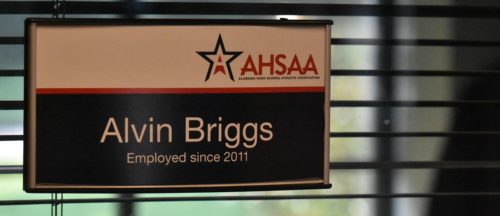 AHSAA
ALABAMA HIGH SCHOOL ATHLETIC ASSOCIATION
Alvin Briggs
Employed since 2011